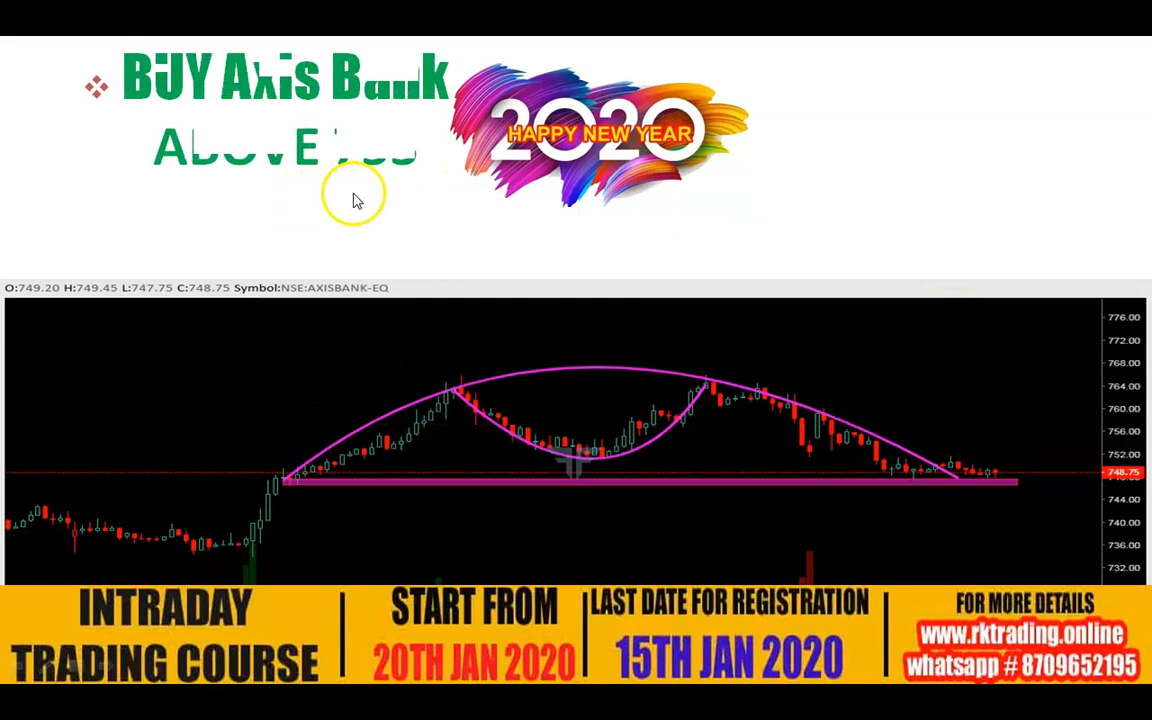 BUY Axis Bank
ABOVE
2020
HAPPY NEW YEAR
O:749.20 H:749.45 L:747.75 C:748.75 Symbol:NSE:AXISBANK-EQ
776.00
772.00
768.00
764.00
760.00
756.00
752.00
748.75
744.00
740.00
736.00
732.00
INTRADAY
TRADING COURSE
START FROM
20TH JAN 2020
LAST DATE FOR REGISTRATION
15TH JAN 2020
FOR MORE DETAILS
www.rktrading.online
whatsapp # 8709652195